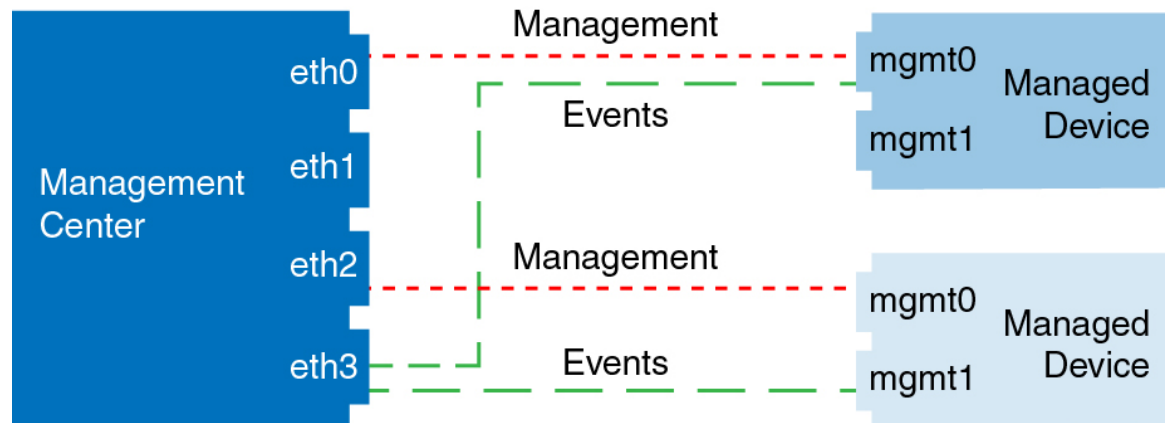 Management
Center
eth0
eth1
eth2
eth3
Management
Events
Management
Events
mgmt0
mgmt1
Managed
Device
mgmt0
mgmt1
Managed
Device